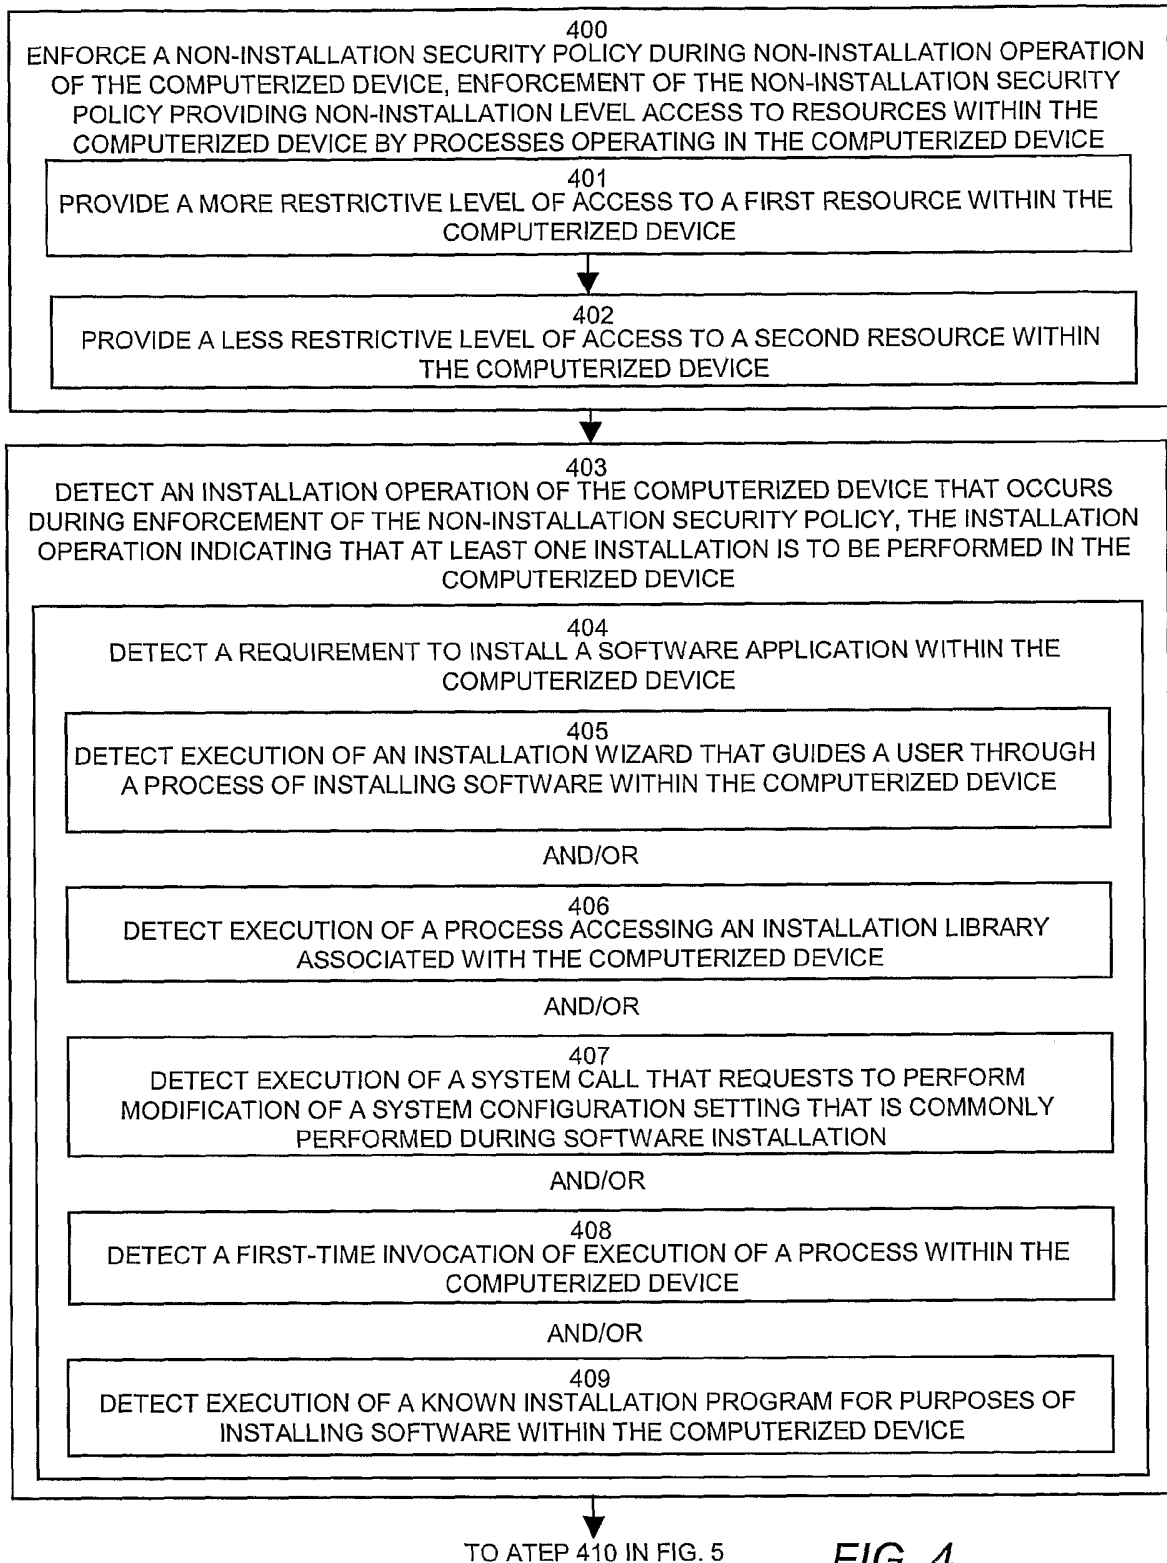 400
ENFORCE A NON-INSTALLATION SECURITY POLICY DURING NON-INSTALLATION OPERATION
OF THE COMPUTERIZED DEVICE, ENFORCEMENT OF THE NON-INSTALLATION SECURITY
POLICY PROVIDING NON-INSTALLATION LEVEL ACCESS TO RESOURCES WITHIN THE
COMPUTERIZED DEVICE BY PROCESSES OPERATING IN THE COMPUTERIZED DEVICE
401
PROVIDE A MORE RESTRICTIVE LEVEL OF ACCESS TO A FIRST RESOURCE WITHIN THE
COMPUTERIZED DEVICE
402
PROVIDE A LESS RESTRICTIVE LEVEL OF ACCESS TO A SECOND RESOURCE WITHIN
THE COMPUTERIZED DEVICE
403
DETECT AN INSTALLATION OPERATION OF THE COMPUTERIZED DEVICE THAT OCCURS
DURING ENFORCEMENT OF THE NON-INSTALLATION SECURITY POLICY, THE INSTALLATION
OPERATION INDICATING THAT AT LEAST ONE INSTALLATION IS TO BE PERFORMED IN THE
COMPUTERIZED DEVICE
404
DETECT A REQUIREMENT TO INSTALL A SOFTWARE APPLICATION WITHIN THE
COMPUTERIZED DEVICE
405
DETECT EXECUTION OF AN INSTALLATION WIZARD THAT GUIDES A USER THROUGH
A PROCESS OF INSTALLING SOFTWARE WITHIN THE COMPUTERIZED DEVICE
AND/OR
406
DETECT EXECUTION OF A PROCESS ACCESSING AN INSTALLATION LIBRARY
ASSOCIATED WITH THE COMPUTERIZED DEVICE
AND/OR
407
DETECT EXECUTION OF A SYSTEM CALL THAT REQUESTS TO PERFORM
MODIFICATION OF A SYSTEM CONFIGURATION SETTING THAT IS COMMONLY
PERFORMED DURING SOFTWARE INSTALLATION
AND/OR
408
DETECT A FIRST-TIME INVOCATION OF EXECUTION OF A PROCESS WITHIN THE
COMPUTERIZED DEVICE
AND/OR
409
DETECT EXECUTION OF A KNOWN INSTALLATION PROGRAM FOR PURPOSES OF
INSTALLING SOFTWARE WITHIN THE COMPUTERIZED DEVICE
TO ATEP 410 IN FIG. 5
FIG. 4